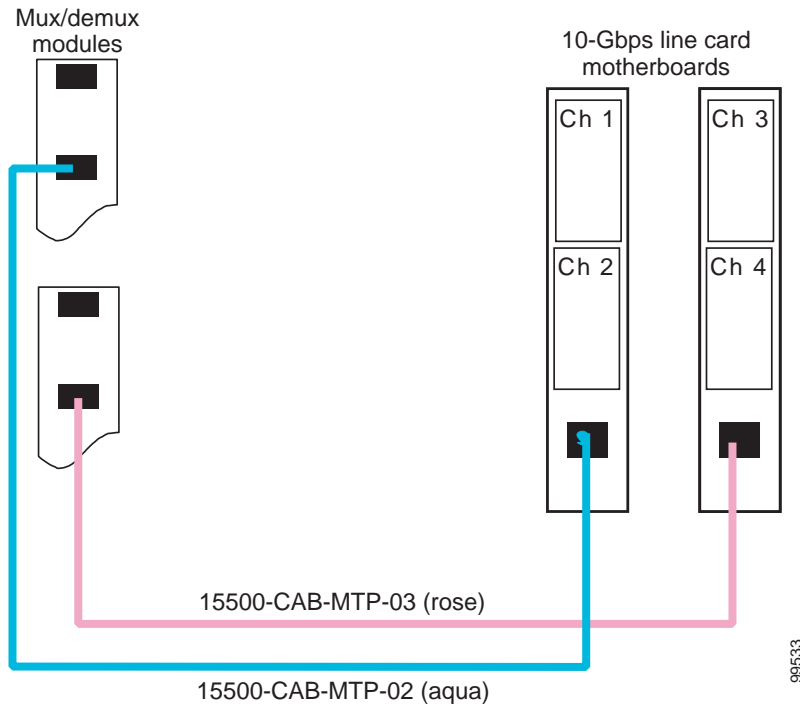 Mux/demux
modules
10-Gbps line card
motherboards
Ch 1
Ch 3
Ch 2
Ch 4
15500-CAB-MTP-03 (rose)
15500-CAB-MTP-02 (aqua)
99533